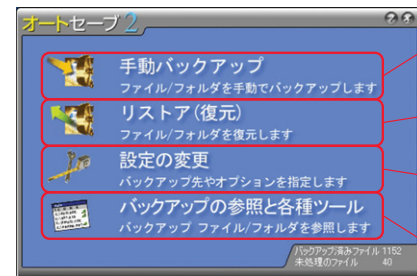 オートセーブ2
手動バックアップ
ファイル/フォルダを手動でバックアップします
リストア(復元)
ファイル/フォルダを復元します
設定の変更
バックアップ先やオプションを指定します
バックアップの参照と各種ツール
バックアップ ファイル/フォルダを参照します
バックアップ済みファイル 1152
未処理のファイル 40